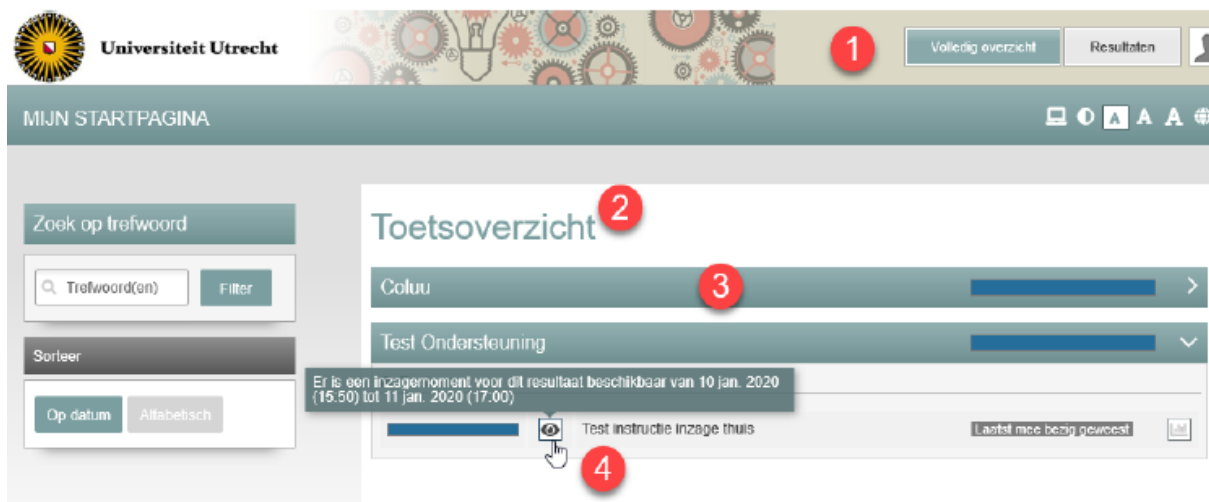 Universiteit Utrecht
1
Volledig overzicht
Resultaten
MIJN STARTPAGINA
A A A
Zoek op trefwoord
Toetsoverzicht
2
Trefwoord(en)
Filter
Coluu
3
Sorteer
Test Ondersteuning
Er is een inzagemoment voor dit resultaat beschikbaar van 10 jan. 2020
(15.50) tot 11 jan. 2020 (17.00)
Op datum
Alfabetisch
Test instructie inzage thuis
Laatst mee bezig geweest
4